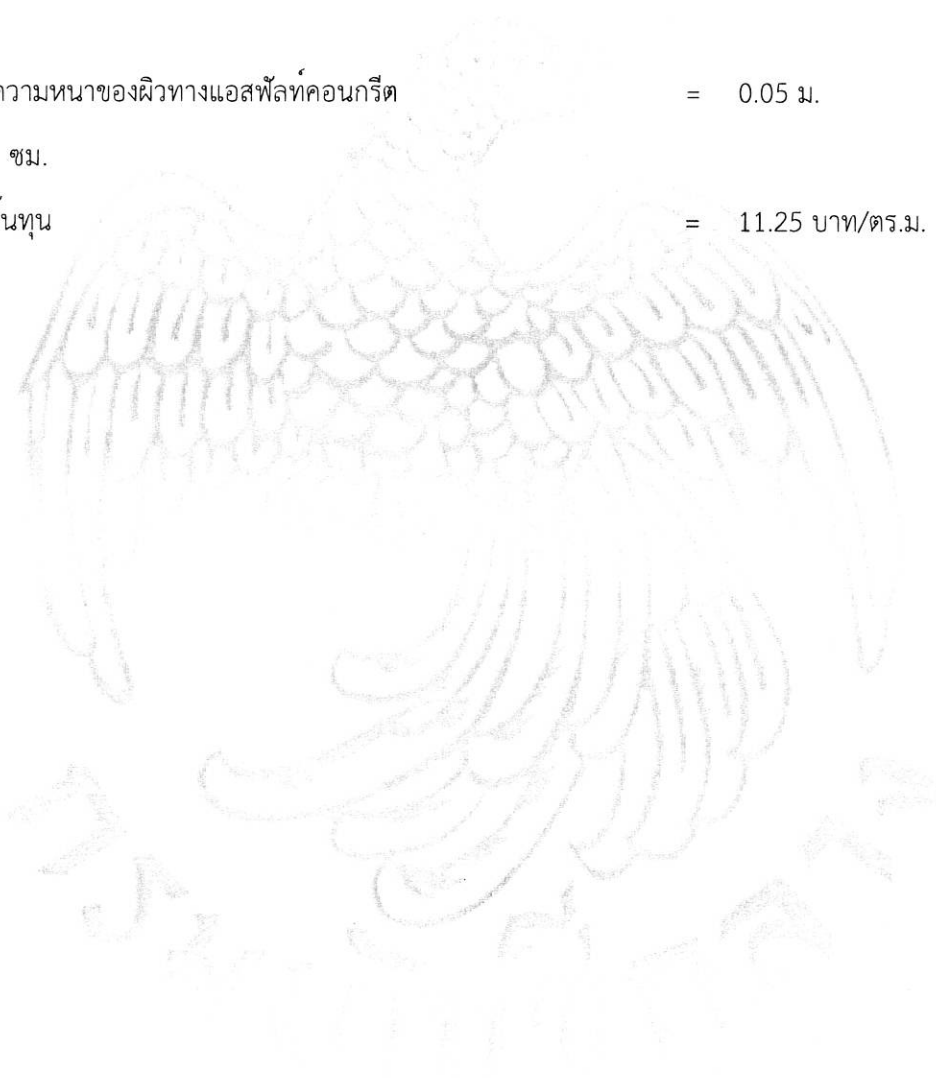 วามหนาของผิวทางแอสฟัลท์คอนกรีต = 0.05 ม.
ซม.
้นทุน = 11.25 บาท/ตร.ม.